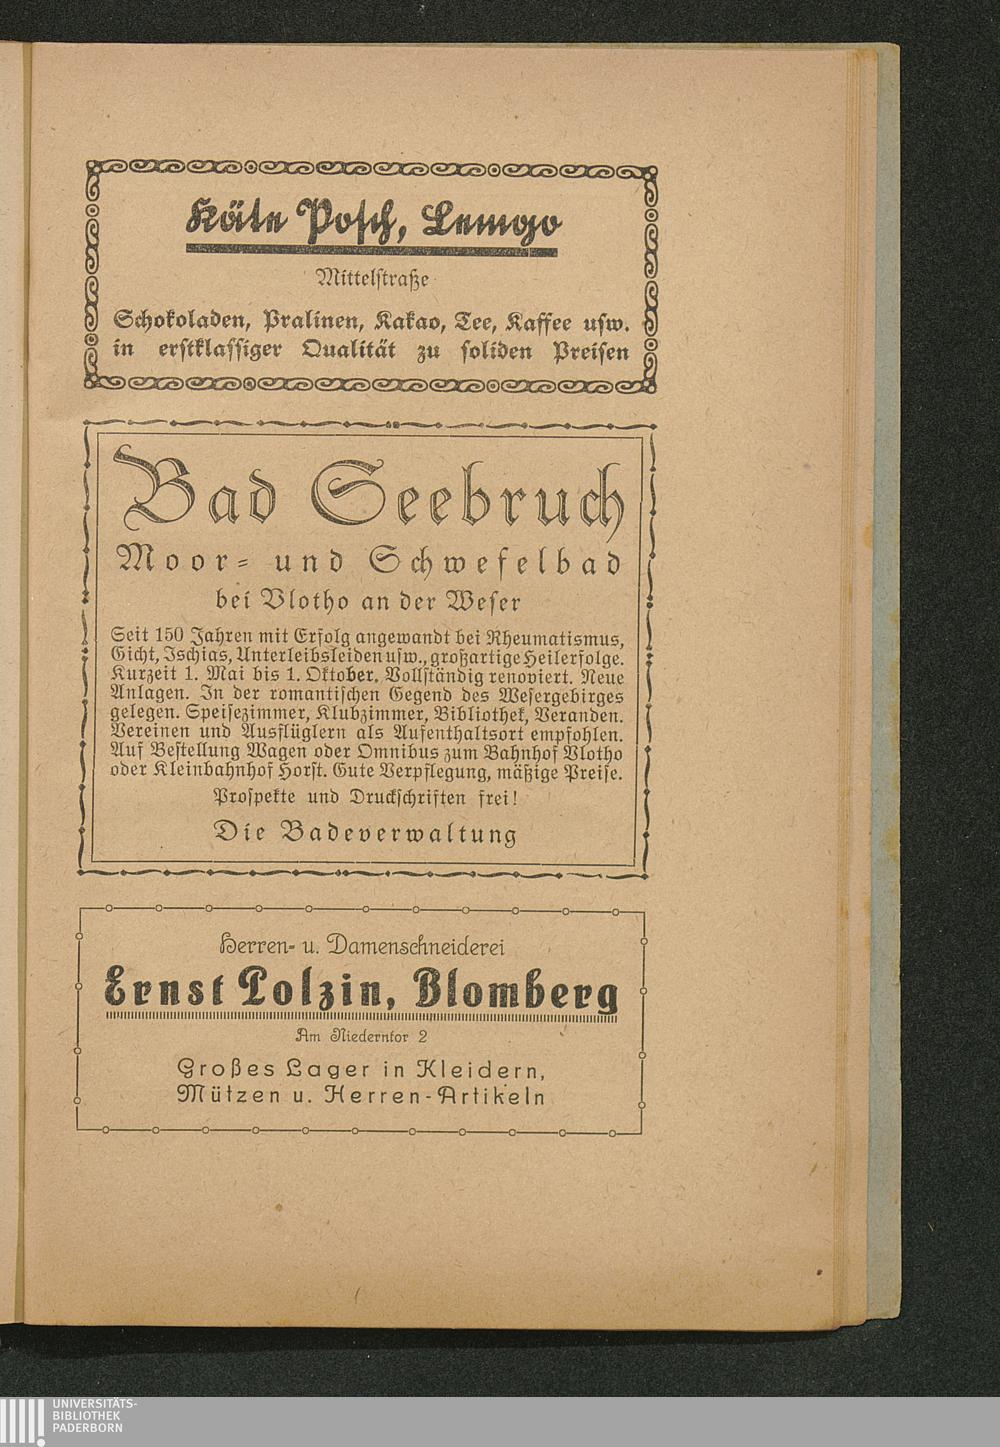 Käte Posch, Lemgo
Mittelstraße
Schokoladen, Pralinen, Kakao, Tee, Kaffee usw.
in erstklassiger Qualität zu soliden Preisen
Bad Seebruch
Moor- und Schwefelbad
bei Vlotho an der Weser
Seit 150 Jahren mit Erfolg angewandt bei Rheumatismus,
Gicht, Ischias, Unterleibsleiden usw., großartige Heilerfolge.
Kurzeit 1. Mai bis 1. Oktober. Vollständig renoviert. Neue
Anlagen. In der romantischen Gegend des Wesergebirges
gelegen. Speisezimmer, Klubzimmer, Bibliothek, Veranden.
Vereinen und Ausflüglern als Aufenthaltsort empfohlen.
Auf Bestellung Wagen oder Omnibus zum Bahnhof Vlotho
oder Kleinbahnhof Horst. Gute Verpflegung, mäßige Preise.
Prospekte und Druckschriften frei!
Die Badeverwaltung
Herren- u. Damenschneiderei
Ernst Polzin, Blomberg
Am Niederntor 2
Großes Lager in Kleidern,
Mützen u. Herren-Artikeln
UNIVERSITÄTS-
BIBLIOTHEK
PADERBORN